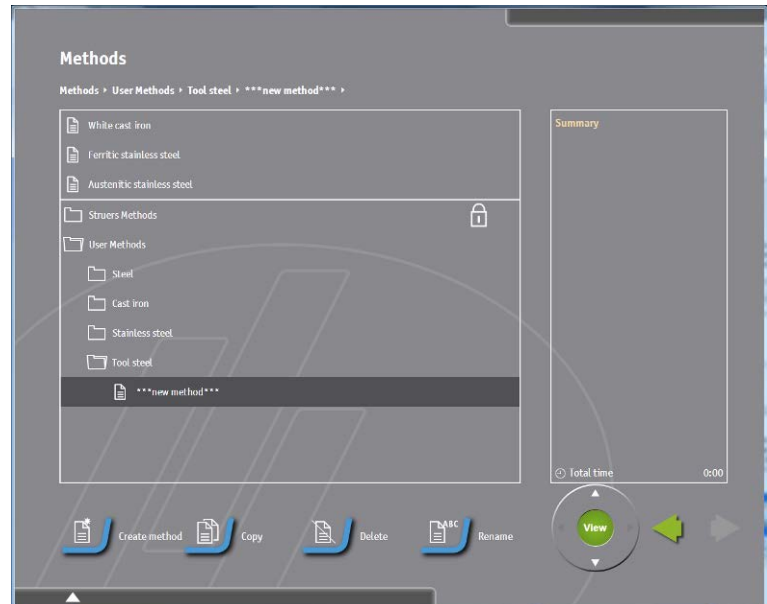 Methods
Methods ▸ User Methods ▸ Tool steel ▸ ***new method*** ▸
White cast iron
Ferritic stainless steel
Austenitic stainless steel
Struers Methods
User Methods
Steel
Cast iron
Stainless steel
Tool steel
***new method***
Summary
Total time 0:00
Create method
Copy
Delete
ABC
Rename
View